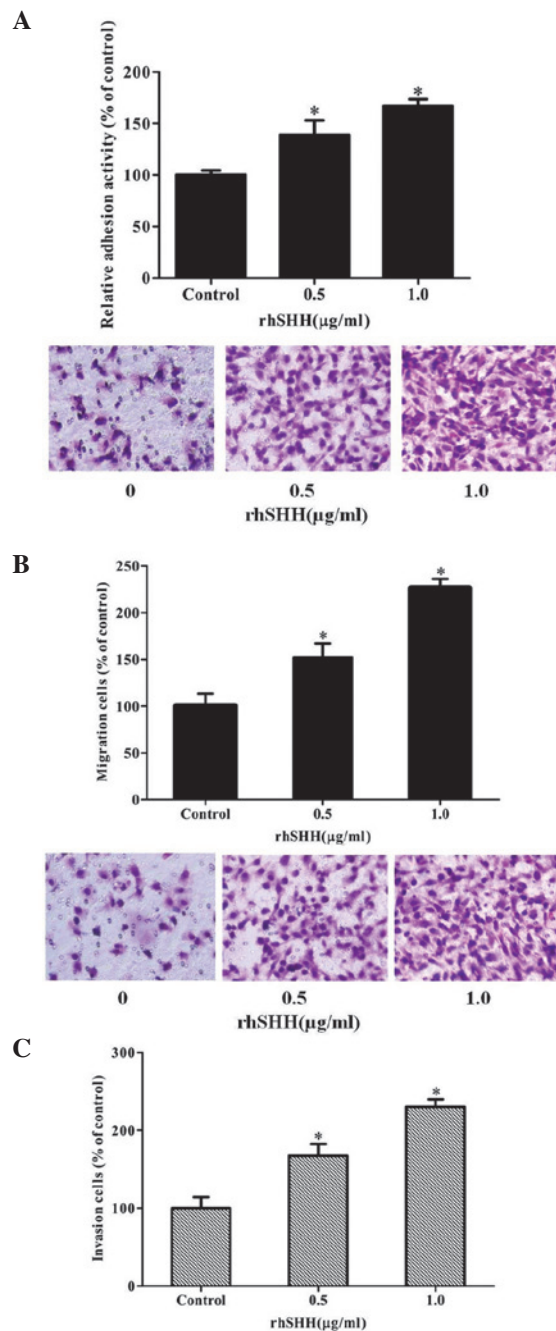 A
Relative adhesion activity (% of control)
200
150
100
50
0
*
*
Control
0.5
1.0
rhSHH(μg/ml)
0
0.5
1.0
rhSHH(μg/ml)
B
Migration cells (% of control)
250
200
150
100
50
0
*
*
Control
0.5
1.0
rhSHH(μg/ml)
0
0.5
1.0
rhSHH(μg/ml)
C
Invasion cells (% of control)
300
200
100
0
*
*
Control
0.5
1.0
rhSHH(μg/ml)